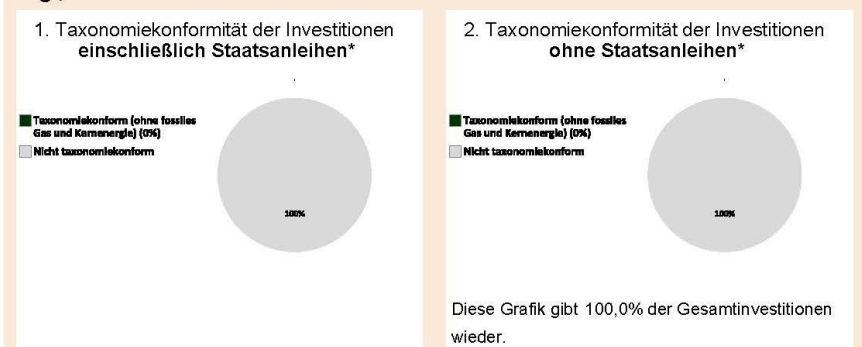 1. Taxonomiekonformität der Investitionen
einschließlich Staatsanleihen*
Taxonomiekonform (ohne fossiles
Gas und Kernenergie) (0%)
Nicht taxonomiekonform
100%
2. Taxonomieкonformität der Investitionen
ohne Staatsanleihen*
Taxonomiekonform (ohne fossiles
Gas und Kernenergie) (0%)
Nicht taxonomiekonform
100%
Diese Grafik gibt 100,0% der Gesamtinvestitionen
wieder.